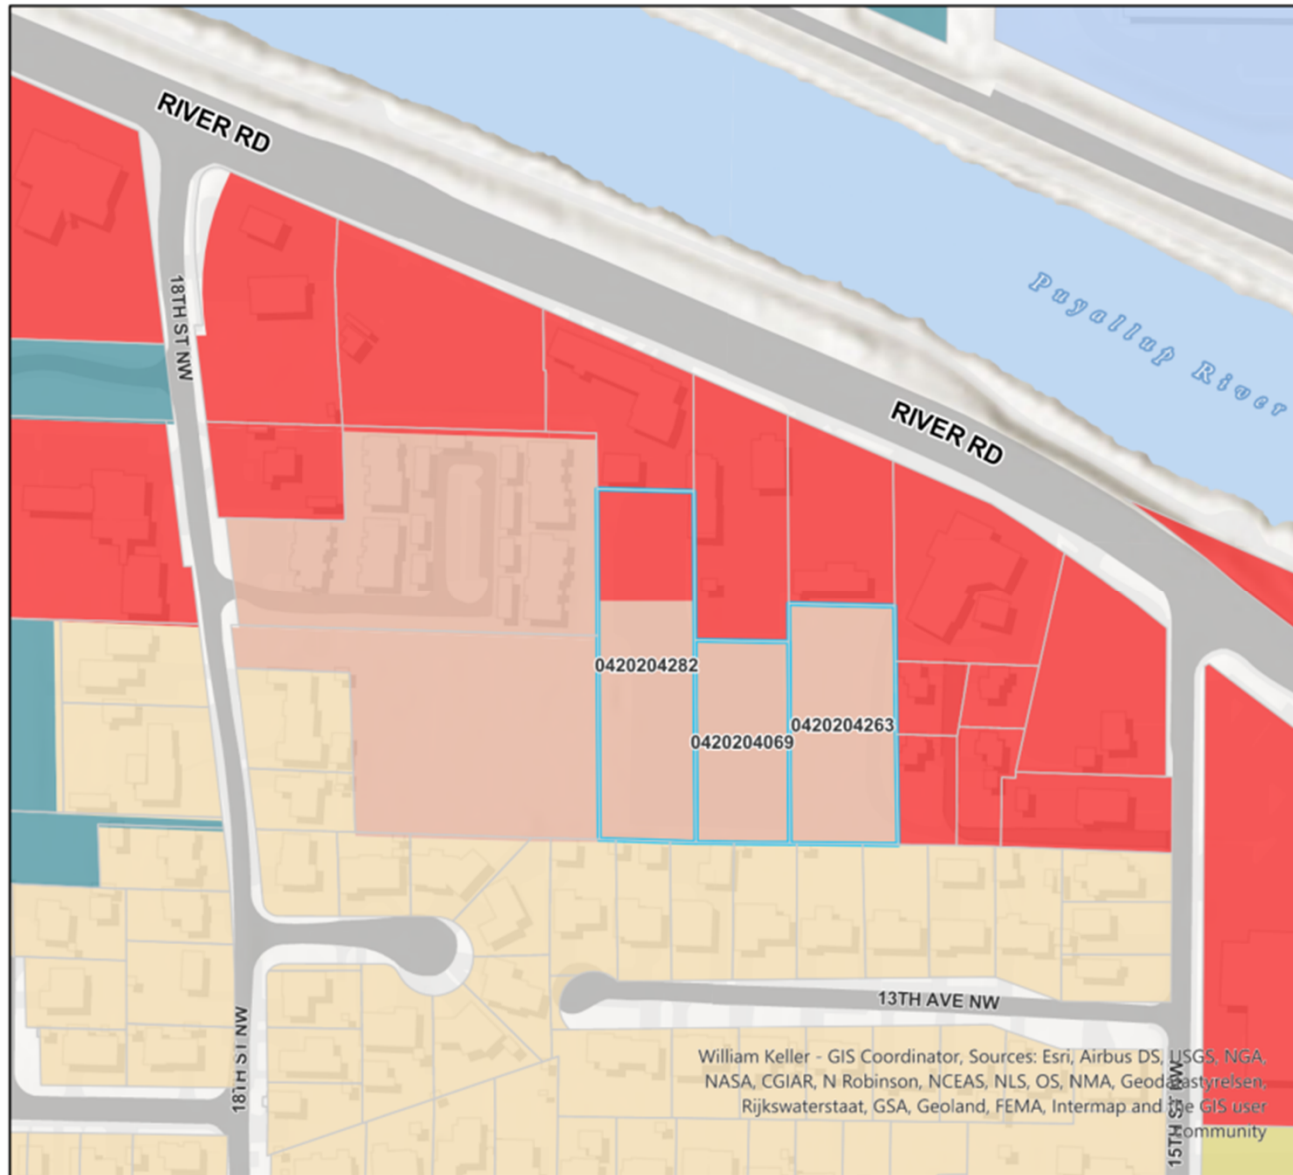 RIVER RD
18TH ST NW
Puyallup River
RIVER RD
0420204282
0420204263
0420204069
13TH AVE NW
18TH ST NW
15TH ST NW
William Keller - GIS Coordinator, Sources: Esri, Airbus DS, USGS, NGA,
NASA, CGIAR, N Robinson, NCEAS, NLS, OS, NMA, Geodatastyrelsen,
Rijkswaterstaat, GSA, Geoland, FEMA, Intermap and the GIS user
community